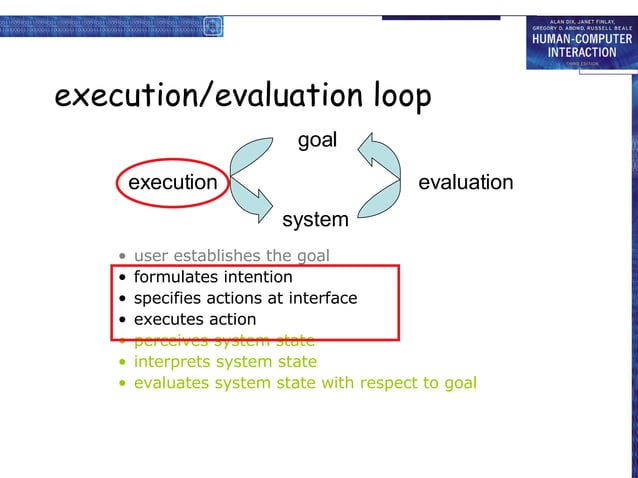 ALAN DIX, JANET FINLAY,
GREGORY D. ABOWD, RUSSELL BEALE
HUMAN-COMPUTER
INTERACTION
THIRD EDITION
execution/evaluation loop
goal
execution
evaluation
system
• user establishes the goal
• formulates intention
• specifies actions at interface
• executes action
• perceives system state
• interprets system state
• evaluates system state with respect to goal